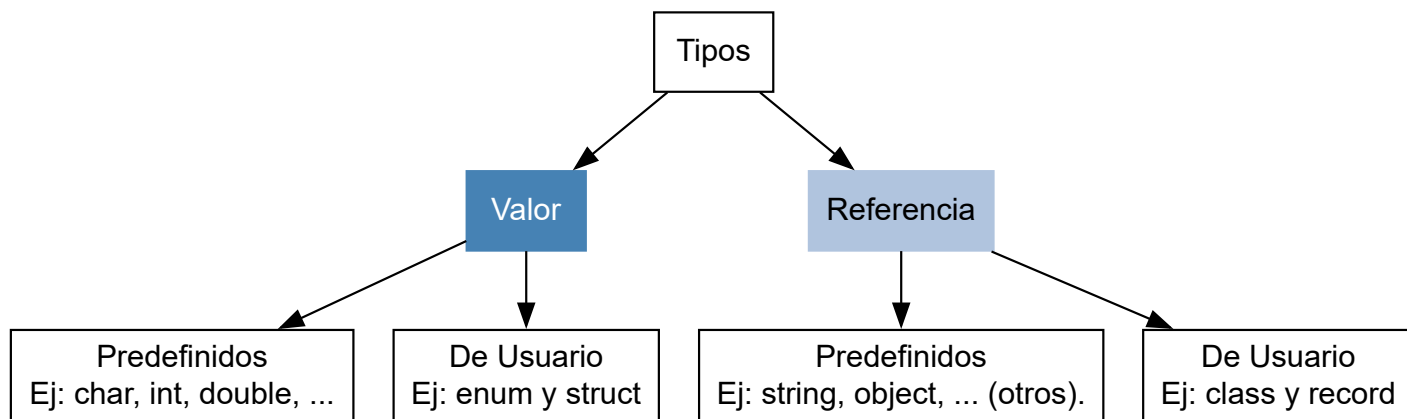 Tipos
Valor
Referencia
Predefinidos
Ej: char, int, double, ...
De Usuario
Ej: enum y struct
Predefinidos
Ej: string, object, ... (otros).
De Usuario
Ej: class y record